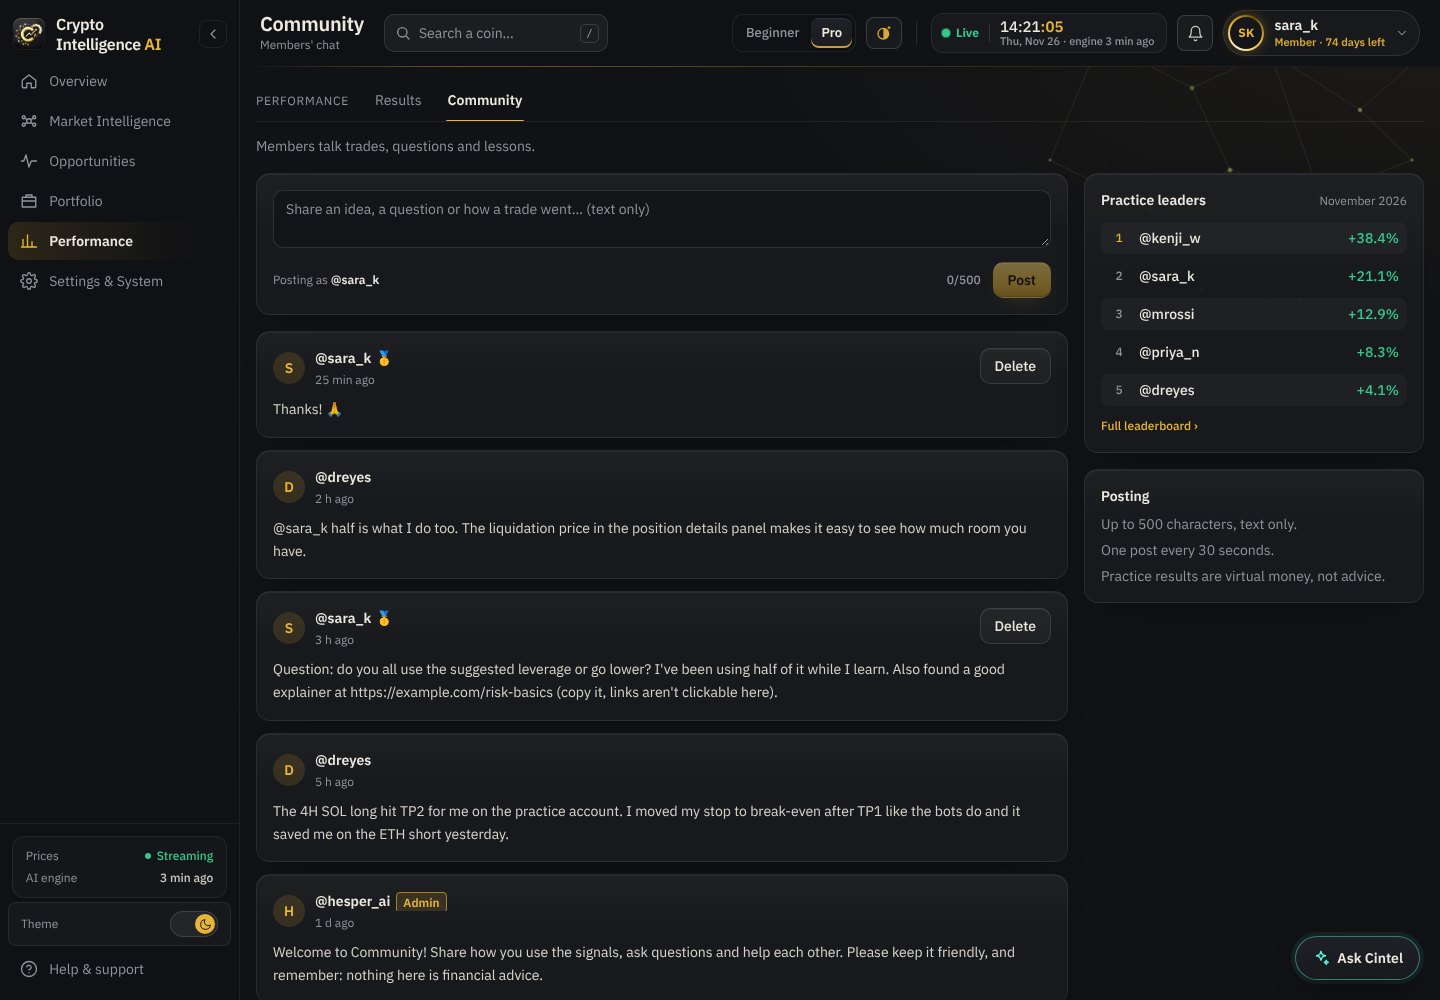 Crypto
Intelligence AI
Overview
Market Intelligence
Opportunities
Portfolio
Performance
Settings & System
Prices
Streaming
AI engine
3 min ago
Theme
Help & support
Community
Members' chat
Search a coin...
/
Beginner
Pro
Live
14:21:05
Thu, Nov 26 · engine 3 min ago
SK
sara_k
Member · 74 days left
PERFORMANCE
Results
Community
Members talk trades, questions and lessons.
Share an idea, a question or how a trade went... (text only)
Posting as @sara_k
0/500
Post
S
@sara_k 🏅
25 min ago
Delete
Thanks! 🙏
D
@dreyes
2 h ago
@sara_k half is what I do too. The liquidation price in the position details panel makes it easy to see how much room you
have.
S
@sara_k 🏅
3 h ago
Delete
Question: do you all use the suggested leverage or go lower? I've been using half of it while I learn. Also found a good
explainer at https://example.com/risk-basics (copy it, links aren't clickable here).
D
@dreyes
5 h ago
The 4H SOL long hit TP2 for me on the practice account. I moved my stop to break-even after TP1 like the bots do and it
saved me on the ETH short yesterday.
H
@hesper_ai Admin
1 d ago
Welcome to Community! Share how you use the signals, ask questions and help each other. Please keep it friendly, and
remember: nothing here is financial advice.
Practice leaders
November 2026
1 @kenji_w +38.4%
2 @sara_k +21.1%
3 @mrossi +12.9%
4 @priya_n +8.3%
5 @dreyes +4.1%
Full leaderboard ›
Posting
Up to 500 characters, text only.
One post every 30 seconds.
Practice results are virtual money, not advice.
Ask Cintel